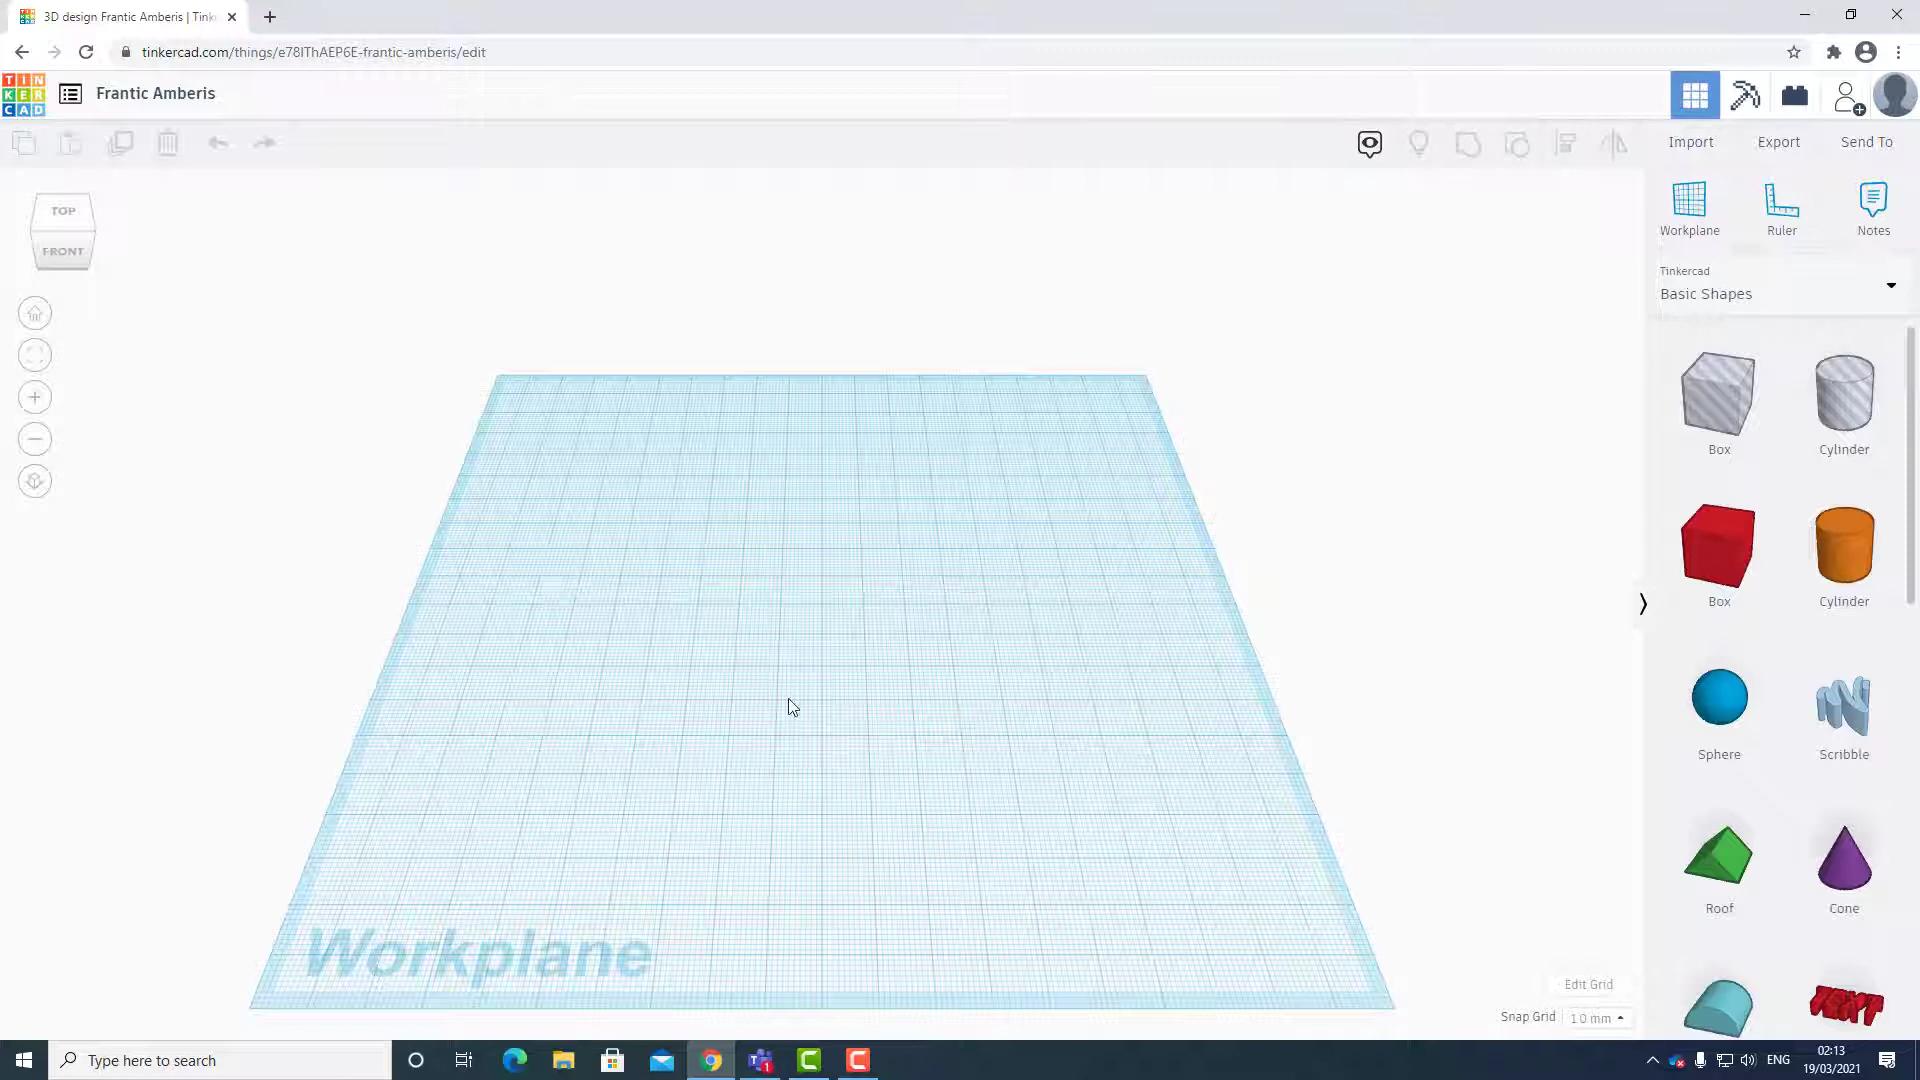 3D design Frantic Amberis | Tink
tinkercad.com/things/e78IThAEP6E-frantic-amberis/edit
TIN
KER
CAD
Frantic Amberis
Import
Export
Send To
TOP
FRONT
Workplane
Ruler
Notes
Tinkercad
Basic Shapes
Box
Cylinder
Box
Cylinder
Sphere
Scribble
Roof
Cone
TEXT
Workplane
Edit Grid
Snap Grid
1.0 mm
Type here to search
1
ENG
02:13
19/03/2021